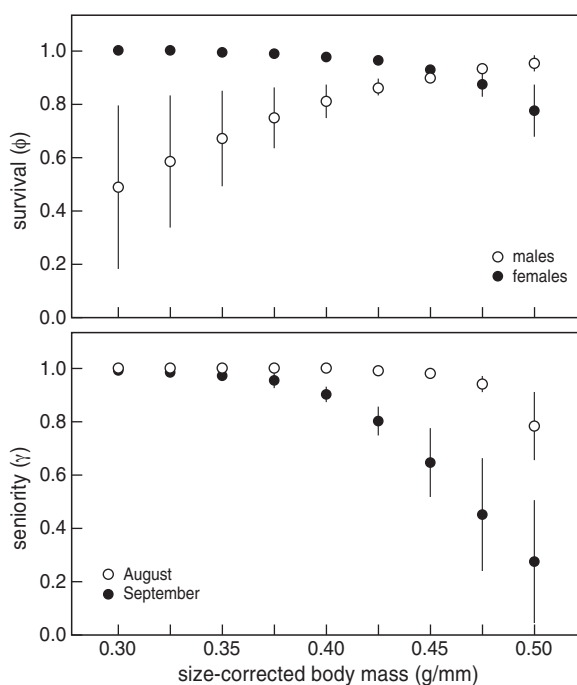 1.0
0.8
0.6
0.4
0.2
0.0
survival (ϕ)
males
females
1.0
0.8
0.6
0.4
0.2
0.0
seniority (γ)
August
September
0.30 0.35 0.40 0.45 0.50
size-corrected body mass (g/mm)